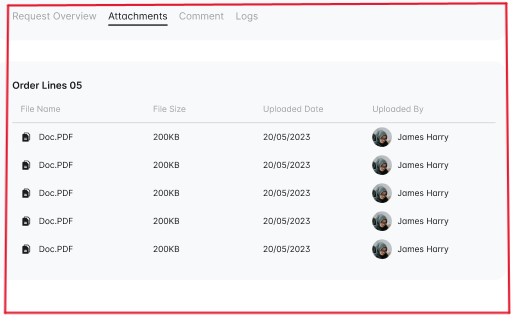 Request Overview Attachments Comment Logs
Order Lines 05
File Name File Size Uploaded Date Uploaded By
Doc.PDF 200KB 20/05/2023 James Harry
Doc.PDF 200KB 20/05/2023 James Harry
Doc.PDF 200KB 20/05/2023 James Harry
Doc.PDF 200KB 20/05/2023 James Harry
Doc.PDF 200KB 20/05/2023 James Harry